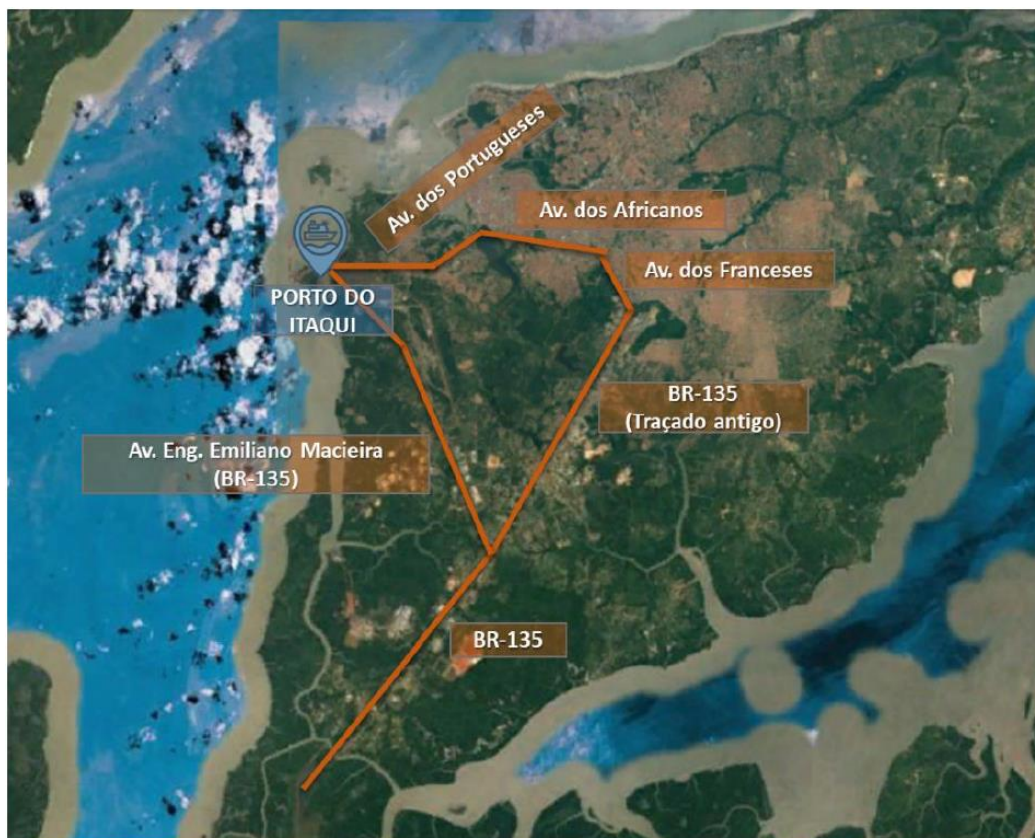 Av. dos Portugueses
Av. dos Africanos
Av. dos Franceses
PORTO DO
ITAQUI
BR-135
(Traçado antigo)
Av. Eng. Emiliano Macieira
(BR-135)
BR-135